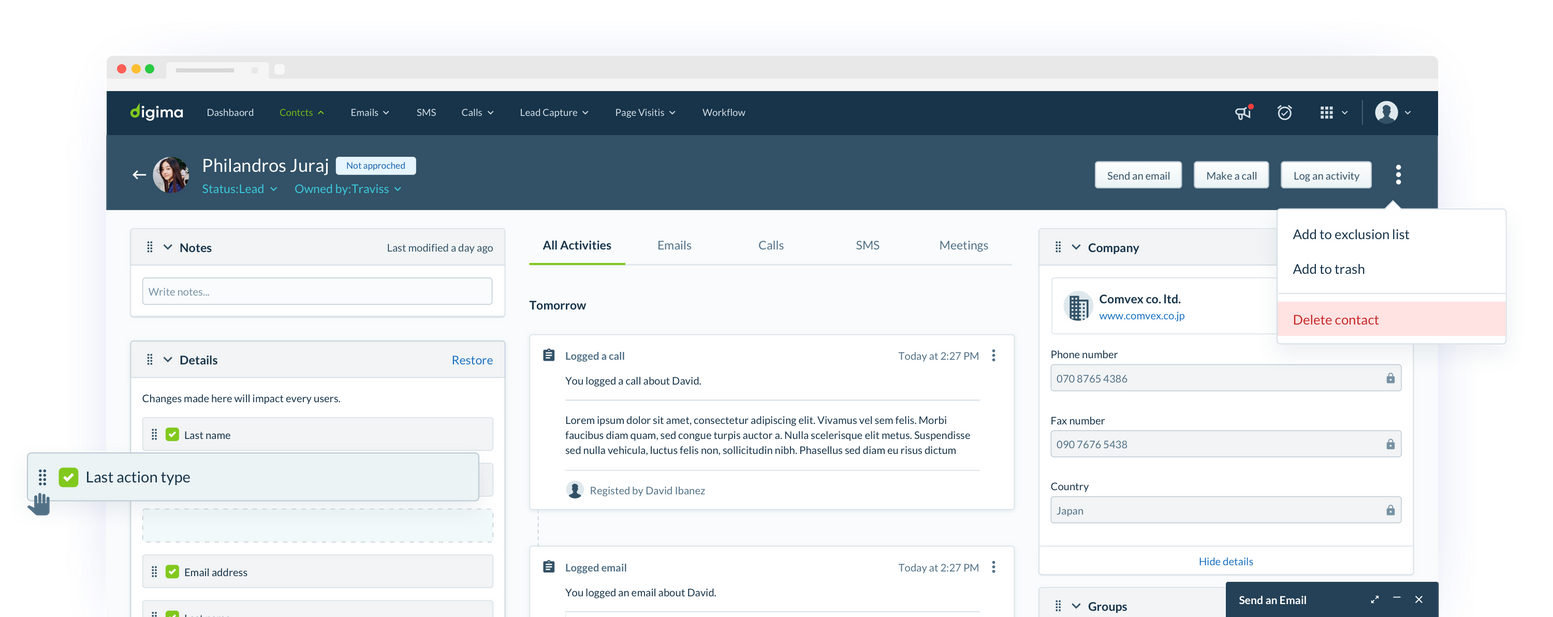 digima
Dashbaord
Contcts
Emails
SMS
Calls
Lead Capture
Page Visitis
Workflow
Philandros Juraj
Not approched
Status:Lead
Owned by:Traviss
Send an email
Make a call
Log an activity
Add to exclusion list
Add to trash
Delete contact
Notes
Last modified a day ago
Write notes...
Details
Restore
Changes made here will impact every users.
Last name
Last action type
Email address
All Activities
Emails
Calls
SMS
Meetings
Tomorrow
Logged a call
Today at 2:27 PM
You logged a call about David.
Lorem ipsum dolor sit amet, consectetur adipiscing elit. Vivamus vel sem felis. Morbi
faucibus diam quam, sed congue turpis auctor a. Nulla scelerisque elit metus. Suspendisse
sed nulla vehicula, luctus felis non, sollicitudin nibh. Phasellus sed diam eu risus dictum
Registed by David Ibanez
Logged email
Today at 2:27 PM
You logged an email about David.
Company
Comvex co. ltd.
www.comvex.co.jp
Phone number
070 8765 4386
Fax number
090 7676 5438
Country
Japan
Hide details
Groups
Send an Email